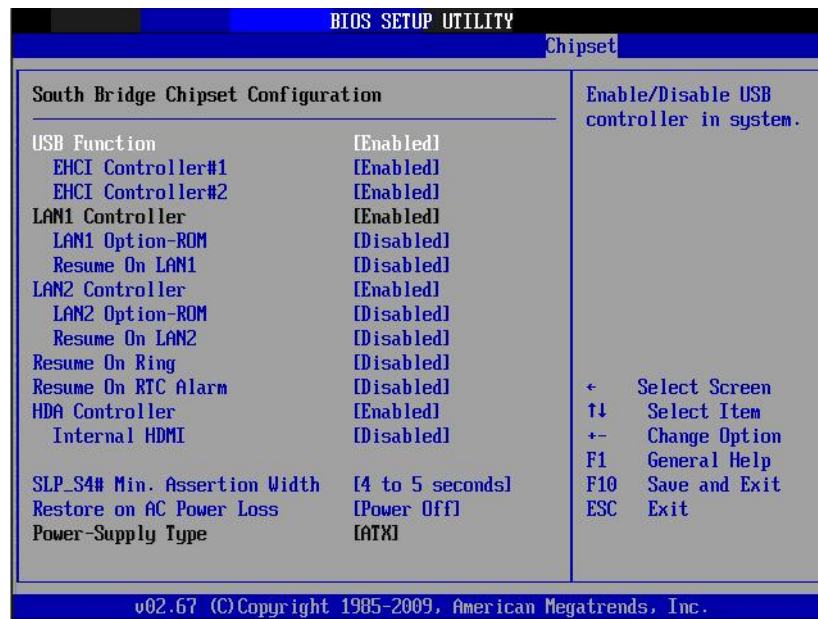 BIOS SETUP UTILITY
Chipset
South Bridge Chipset Configuration
USB Function [Enabled]
EHCI Controller#1 [Enabled]
EHCI Controller#2 [Enabled]
LAN1 Controller [Enabled]
LAN1 Option-ROM [Disabled]
Resume On LAN1 [Disabled]
LAN2 Controller [Enabled]
LAN2 Option-ROM [Disabled]
Resume On LAN2 [Disabled]
Resume On Ring [Disabled]
Resume On RTC Alarm [Disabled]
HDA Controller [Enabled]
Internal HDMI [Disabled]
SLP_S4# Min. Assertion Width [4 to 5 seconds]
Restore on AC Power Loss [Power Off]
Power-Supply Type [ATX]
Enable/Disable USB
controller in system.
← Select Screen
↑↓ Select Item
+- Change Option
F1 General Help
F10 Save and Exit
ESC Exit
v02.67 (C)Copyright 1985-2009, American Megatrends, Inc.